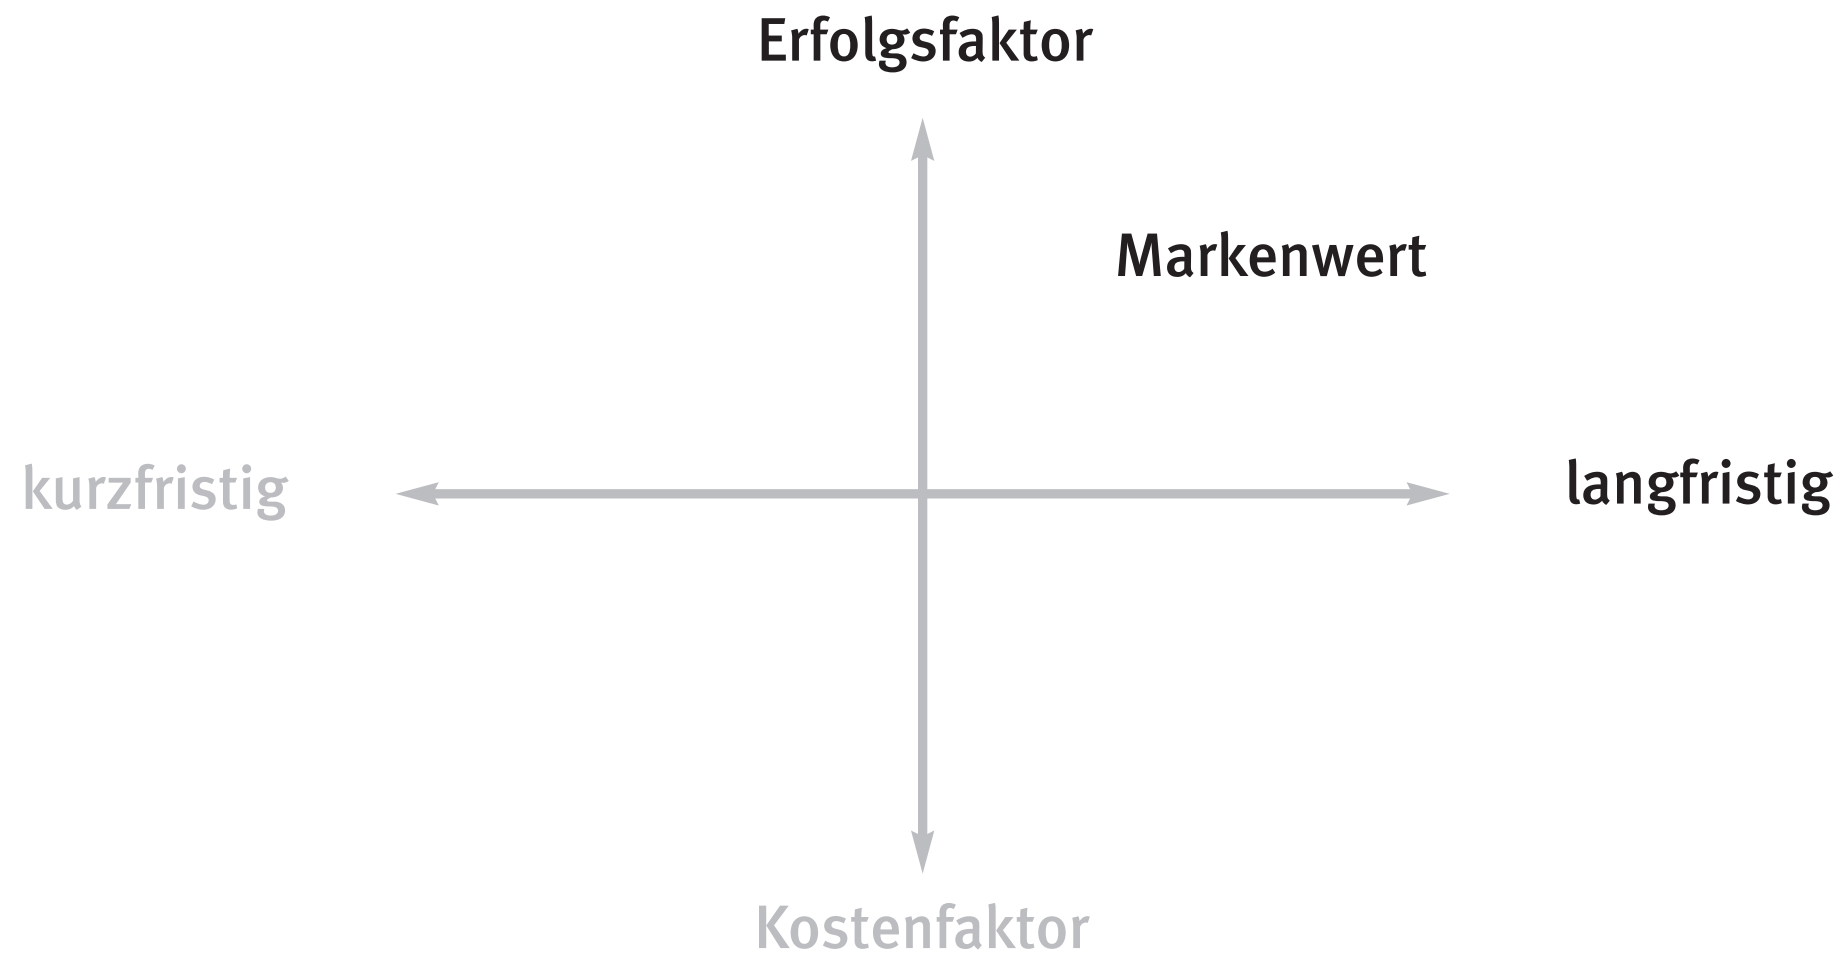 Erfolgsfaktor
Markenwert
kurzfristig
langfristig
Kostenfaktor